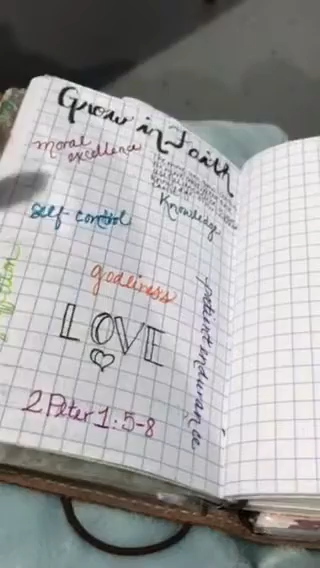 Grow in Faith
moral
excellence
Knowledge
self-control
godliness
LOVE
patient endurance
2 Peter 1:5-8